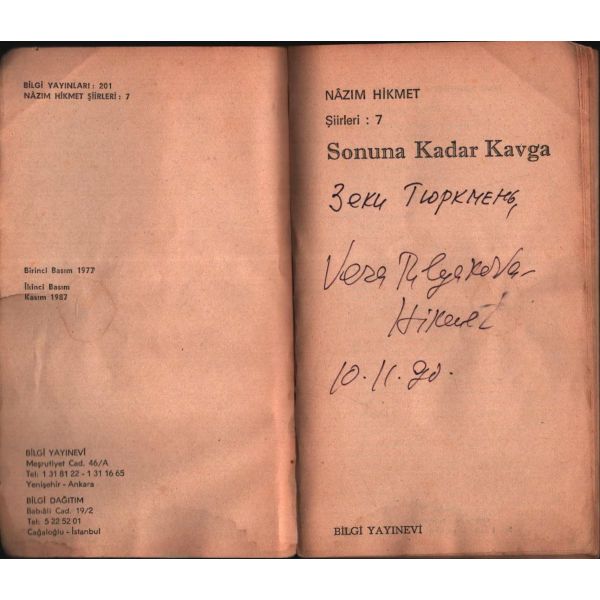 BİLGİ YAYINLARI : 201
NÂZIM HİKMET ŞİİRLERİ : 7
Birinci Basım 1977
İkinci Basım
Kasım 1987
BİLGİ YAYINEVİ
Meşrutiyet Cad. 46/A
Tel: 1 31 81 22 - 1 31 16 65
Yenişehir - Ankara
BİLGİ DAĞITIM
Babıâli Cad. 19/2
Tel: 5 22 52 01
Cağaloğlu - İstanbul
NÂZIM HİKMET
Şiirleri : 7
Sonuna Kadar Kavga
Зеки Тюркмень,
Vera Tulyakova-
Hikmet
10.11.90.
BİLGİ YAYINEVİ